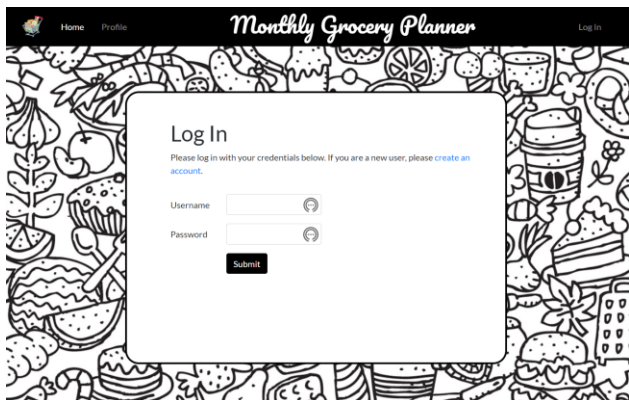 Home Profile Monthly Grocery Planner Log In
Log In
Please log in with your credentials below. If you are a new user, please create an
account.
Username
Password
Submit